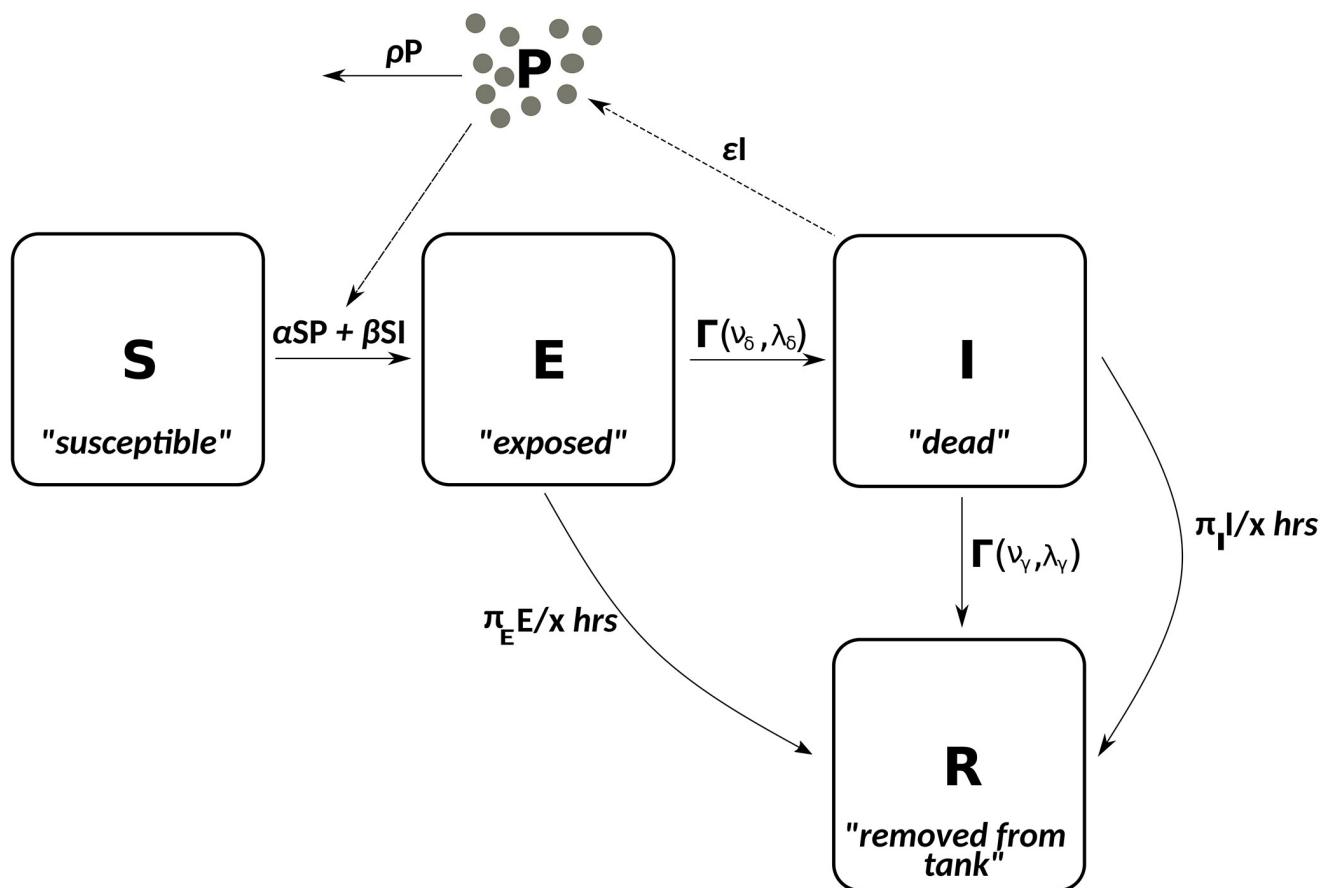 ρP
P
εI
αSP + βSI
Γ(νδ,λδ)
S
E
I
"susceptible"
"exposed"
"dead"
πII/x hrs
Γ(νγ,λγ)
πEE/x hrs
R
"removed from
tank"